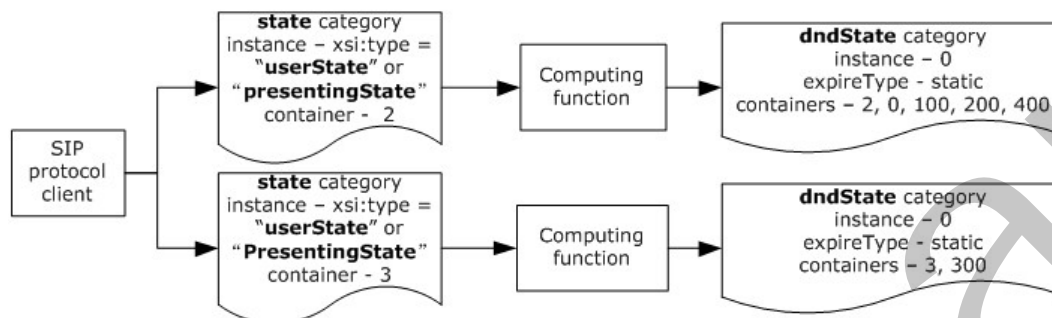 state category
instance – xsi:type =
“userState” or
“presentingState”
container - 2
Computing
function
dndState category
instance – 0
expireType - static
containers – 2, 0, 100, 200, 400
SIP
protocol
client
state category
instance – xsi:type =
“userState” or
“PresentingState”
container - 3
Computing
function
dndState category
instance – 0
expireType - static
containers – 3, 300